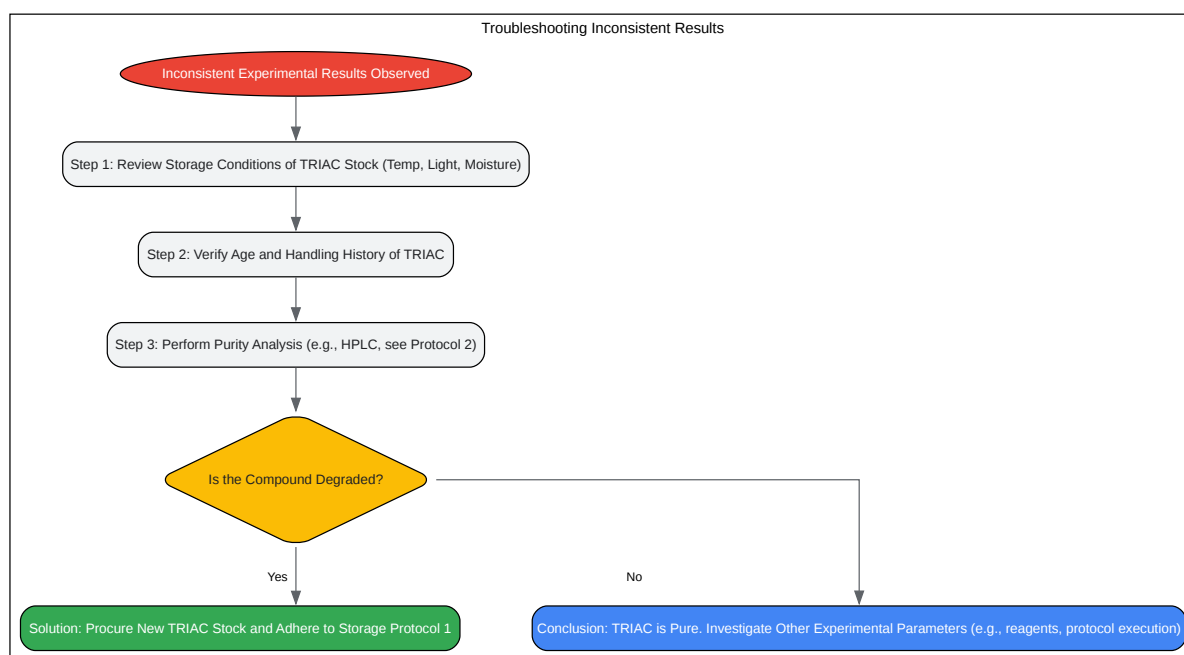 Troubleshooting Inconsistent Results
Inconsistent Experimental Results Observed
Step 1: Review Storage Conditions of TRIAC Stock (Temp, Light, Moisture)
Step 2: Verify Age and Handling History of TRIAC
Step 3: Perform Purity Analysis (e.g., HPLC, see Protocol 2)
Is the Compound Degraded?
Yes
No
Solution: Procure New TRIAC Stock and Adhere to Storage Protocol 1
Conclusion: TRIAC is Pure. Investigate Other Experimental Parameters (e.g., reagents, protocol execution)